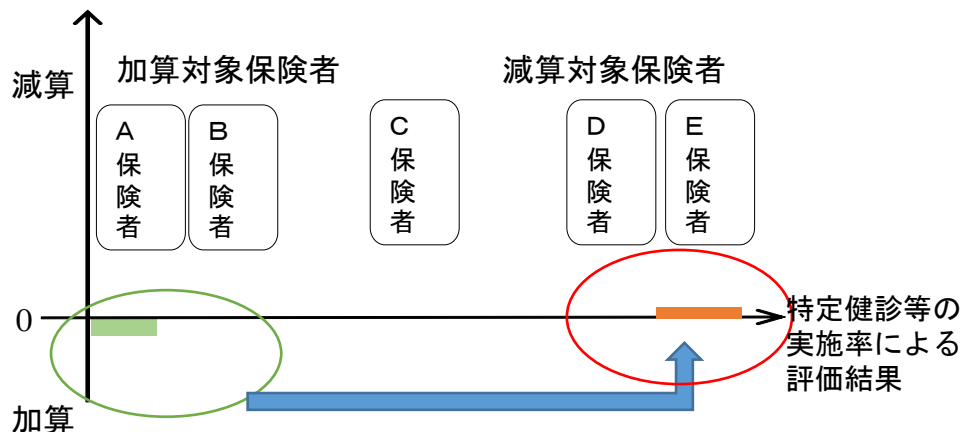 加算対象保険者
減算対象保険者
減算
A
保
険
者
B
保
険
者
C
保
険
者
D
保
険
者
E
保
険
者
0
特定健診等の
実施率による
評価結果
加算